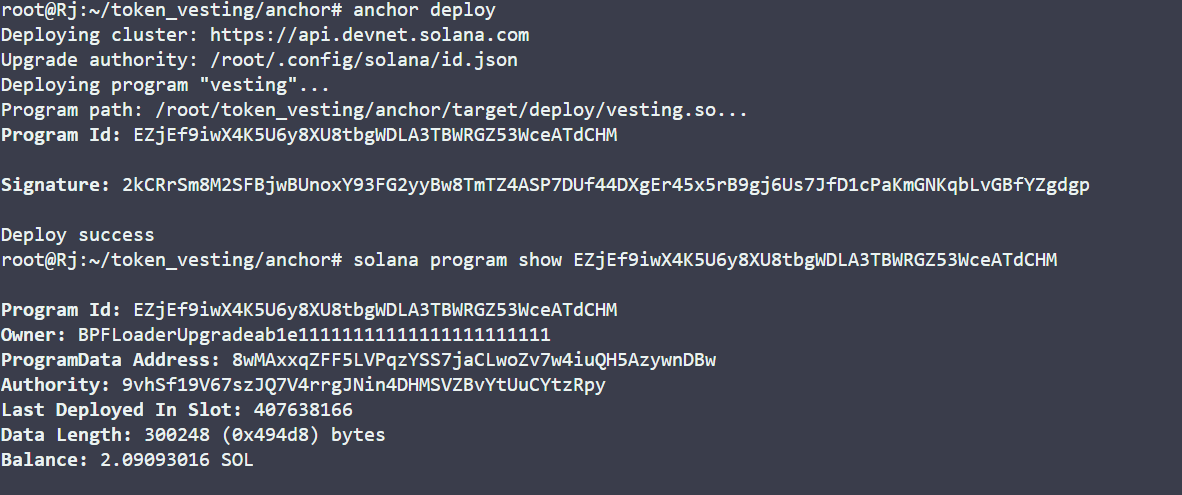 root@Rj:~/token_vesting/anchor# anchor deploy
Deploying cluster: https://api.devnet.solana.com
Upgrade authority: /root/.config/solana/id.json
Deploying program "vesting"...
Program path: /root/token_vesting/anchor/target/deploy/vesting.so...
Program Id: EZjEf9iwX4K5U6y8XU8tbgWDLA3TBWRGZ53WceATdCHM
Signature: 2kCRrSm8M2SFBjwBUnoxY93FG2yyBw8TmTZ4ASP7DUf44DXgEr45x5rB9gj6Us7JfD1cPaKmGNKqbLvGBfYZgdgp
Deploy success
root@Rj:~/token_vesting/anchor# solana program show EZjEf9iwX4K5U6y8XU8tbgWDLA3TBWRGZ53WceATdCHM
Program Id: EZjEf9iwX4K5U6y8XU8tbgWDLA3TBWRGZ53WceATdCHM
Owner: BPFLoaderUpgradeab1e11111111111111111111111
ProgramData Address: 8wMAxxqZFF5LVPqzYSS7jaCLwoZv7w4iuQH5AzywnDBw
Authority: 9vhSf19V67szJQ7V4rrgJNin4DHMSVZBvYtUuCYtzRpy
Last Deployed In Slot: 407638166
Data Length: 300248 (0x494d8) bytes
Balance: 2.09093016 SOL